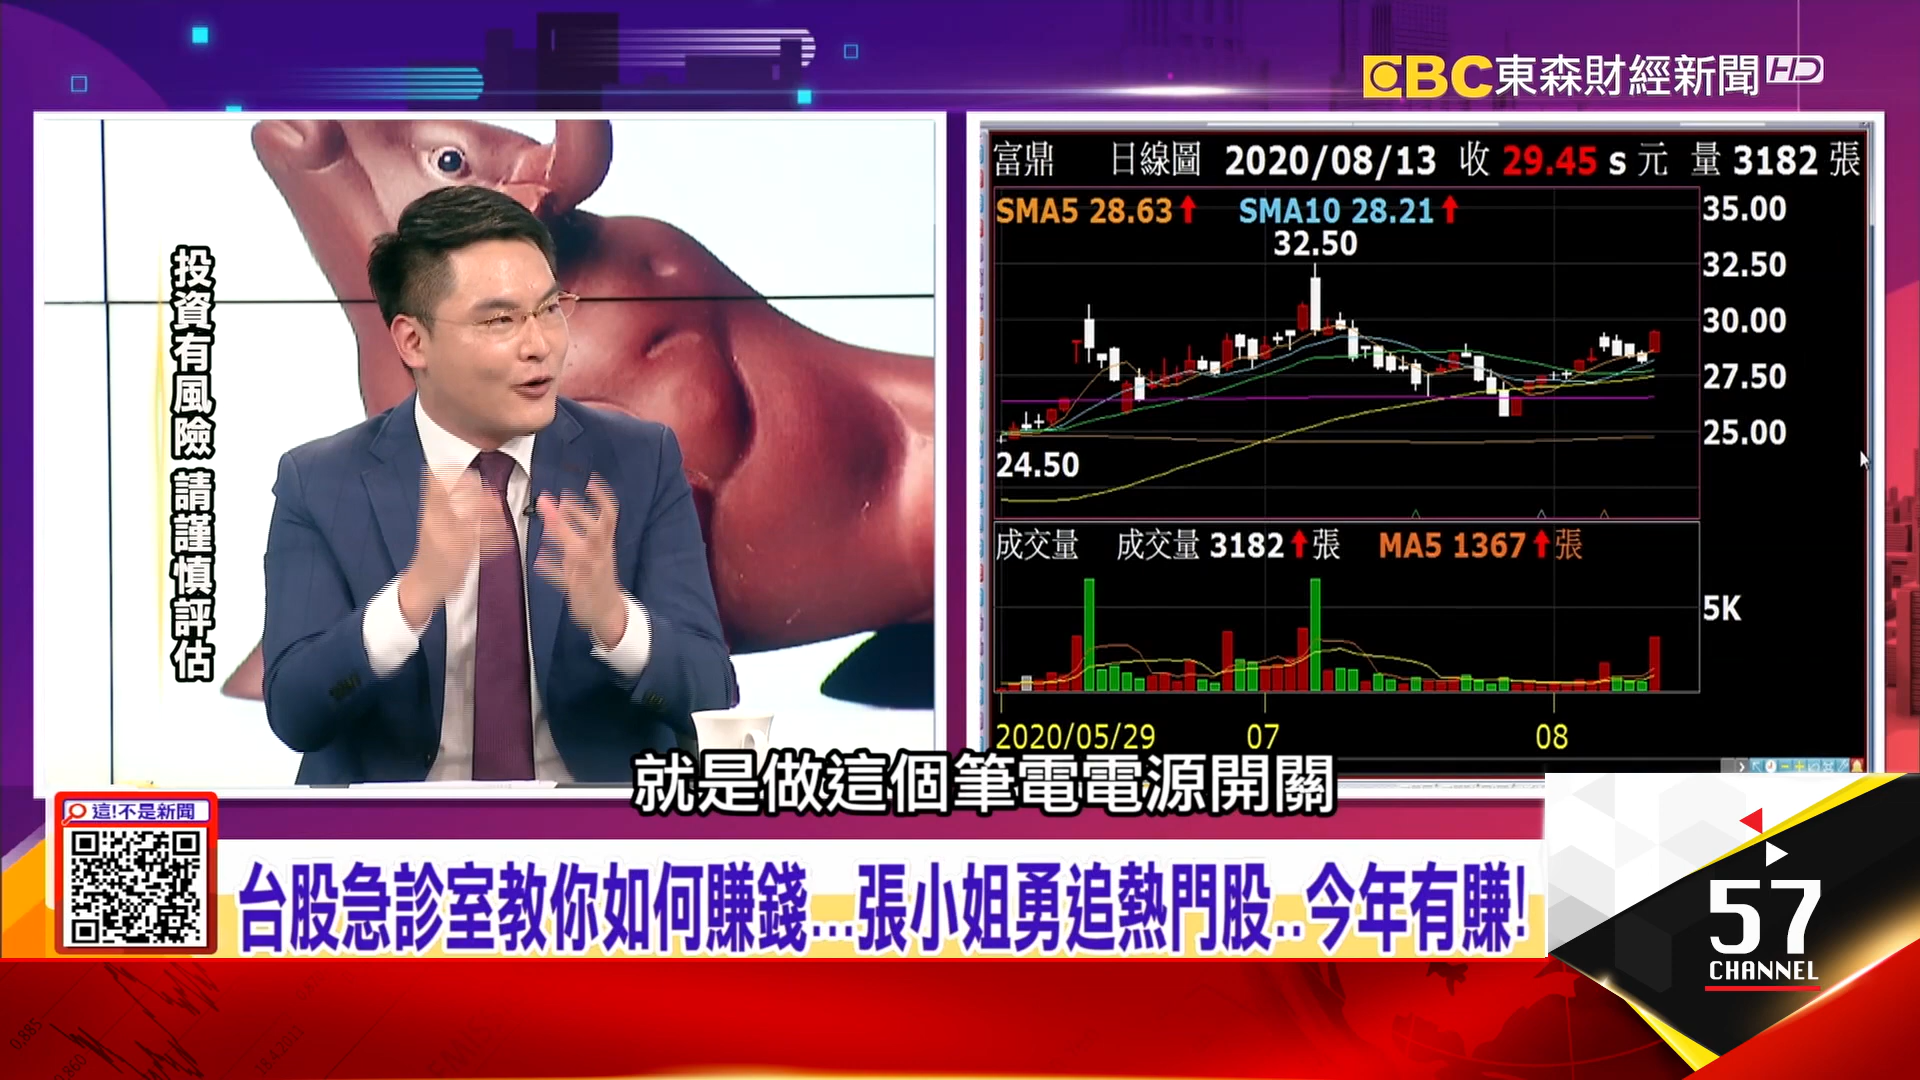 EBC東森財經新聞HD
投資有風險 請謹慎評估
富鼎 日線圖 2020/08/13 收 29.45 s 元 量 3182 張
SMA5 28.63↑ SMA10 28.21↑
32.50
24.50
35.00
32.50
30.00
27.50
25.00
成交量 成交量 3182↑張 MA5 1367↑張
5K
2020/05/29 07 08
就是做這個筆電電源開關
這!不是新聞
台股急診室教你如何賺錢...張小姐勇追熱門股..今年有賺!
57
CHANNEL